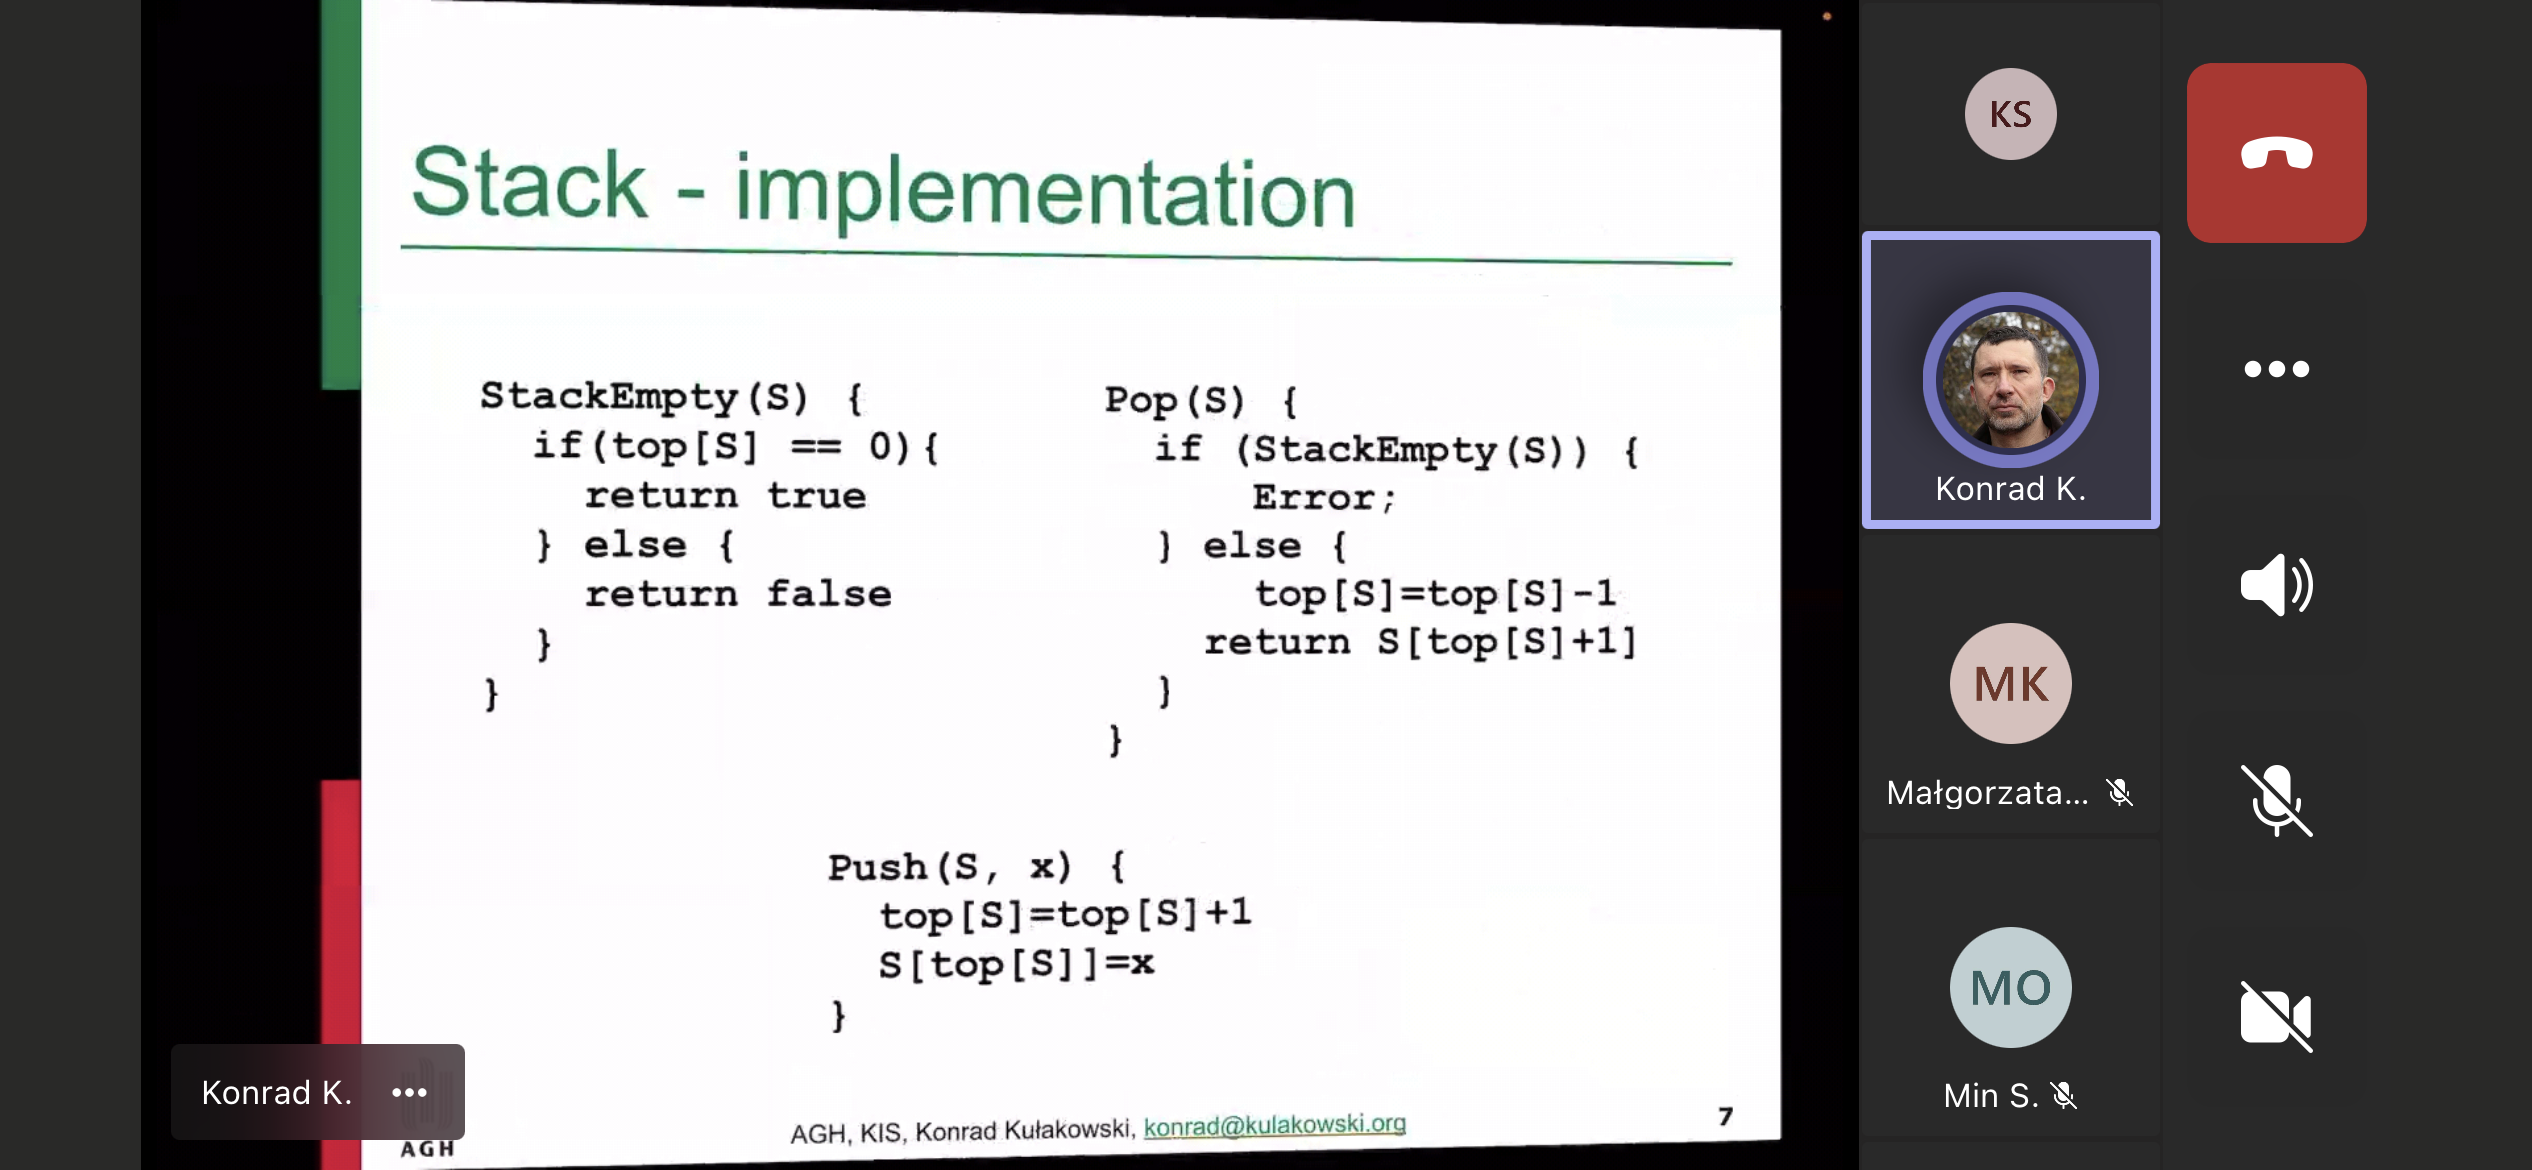 Stack - implementation
StackEmpty(S) {
if(top[S] == 0){
return true
} else {
return false
}
}
Pop(S) {
if (StackEmpty(S)) {
Error;
} else {
top[S]=top[S]-1
return S[top[S]+1]
}
}
Push(S, x) {
top[S]=top[S]+1
S[top[S]]=x
}
AGH
AGH, KIS, Konrad Kułakowski, konrad@kulakowski.org
7
Konrad K. •••
KS
Konrad K.
MK
Małgorzata...
MO
Min S.